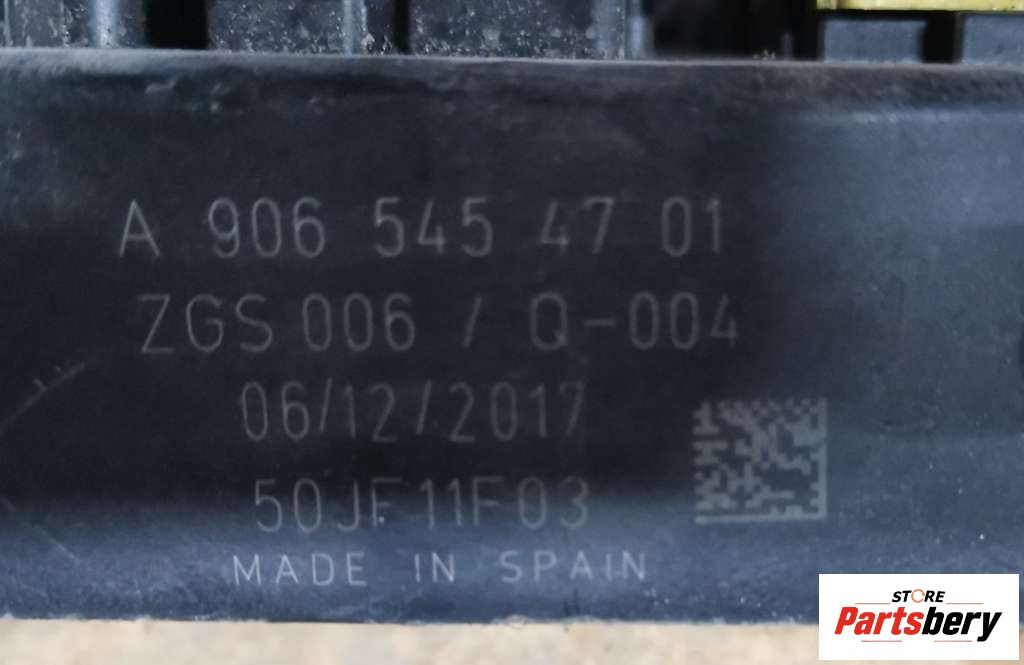 A 906 545 47 01
ZGS 006 / Q-004
06/12/2017
50JF11F03
MADE IN SPAIN
STORE
Partsbery